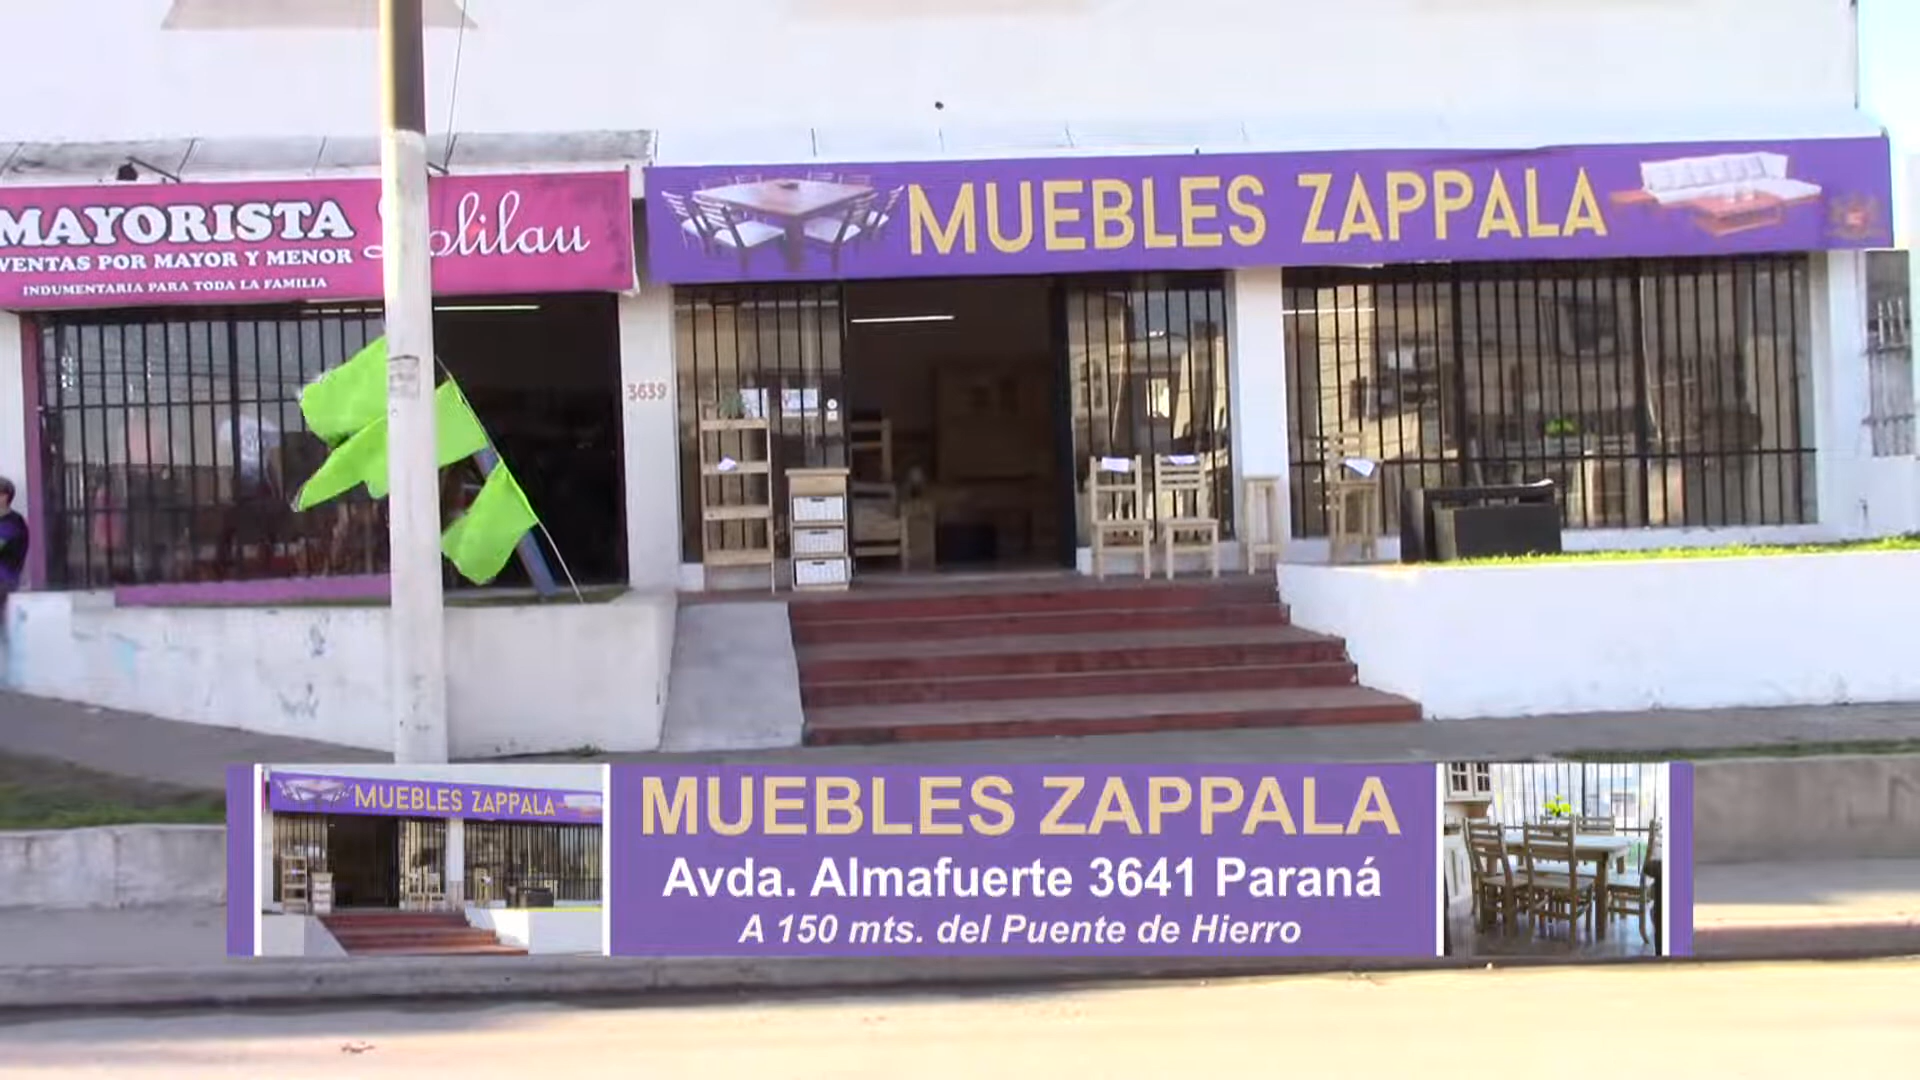 MAYORISTA
VENTAS POR MAYOR Y MENOR
INDUMENTARIA PARA TODA LA FAMILIA
MUEBLES ZAPPALA
3639
MUEBLES ZAPPALA
MUEBLES ZAPPALA
Avda. Almafuerte 3641 Paraná
A 150 mts. del Puente de Hierro